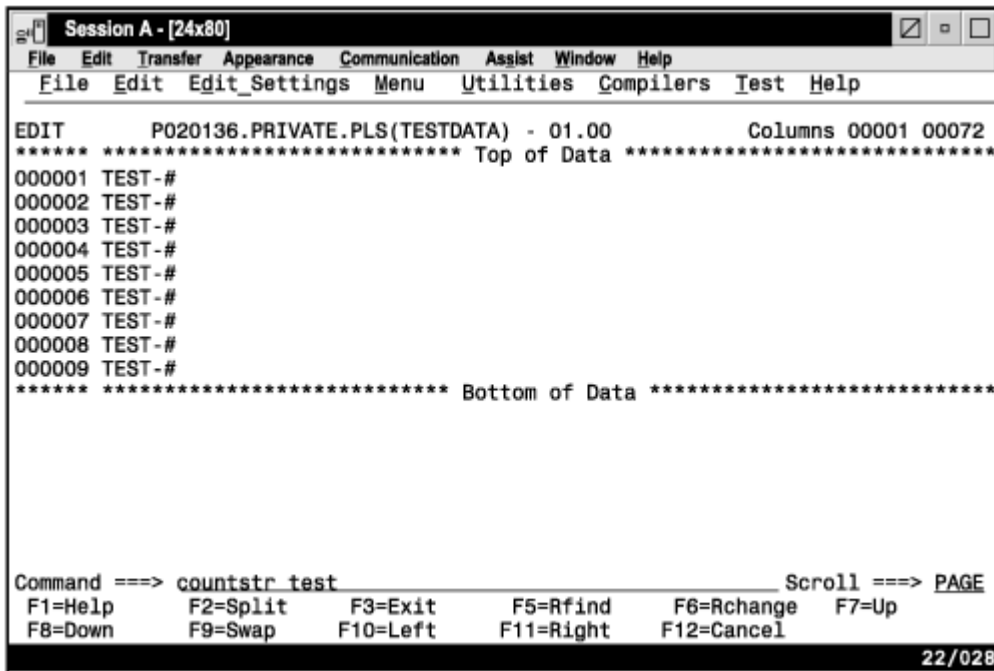 Session A - [24x80]
File Edit Transfer Appearance Communication Assist Window Help
File Edit Edit_Settings Menu Utilities Compilers Test Help
EDIT P020136.PRIVATE.PLS(TESTDATA) - 01.00 Columns 00001 00072
****** ***************************** Top of Data ******************************
000001 TEST-#
000002 TEST-#
000003 TEST-#
000004 TEST-#
000005 TEST-#
000006 TEST-#
000007 TEST-#
000008 TEST-#
000009 TEST-#
****** **************************** Bottom of Data ****************************
Command ===> countstr test Scroll ===> PAGE
F1=Help F2=Split F3=Exit F5=Rfind F6=Rchange F7=Up
F8=Down F9=Swap F10=Left F11=Right F12=Cancel
22/028